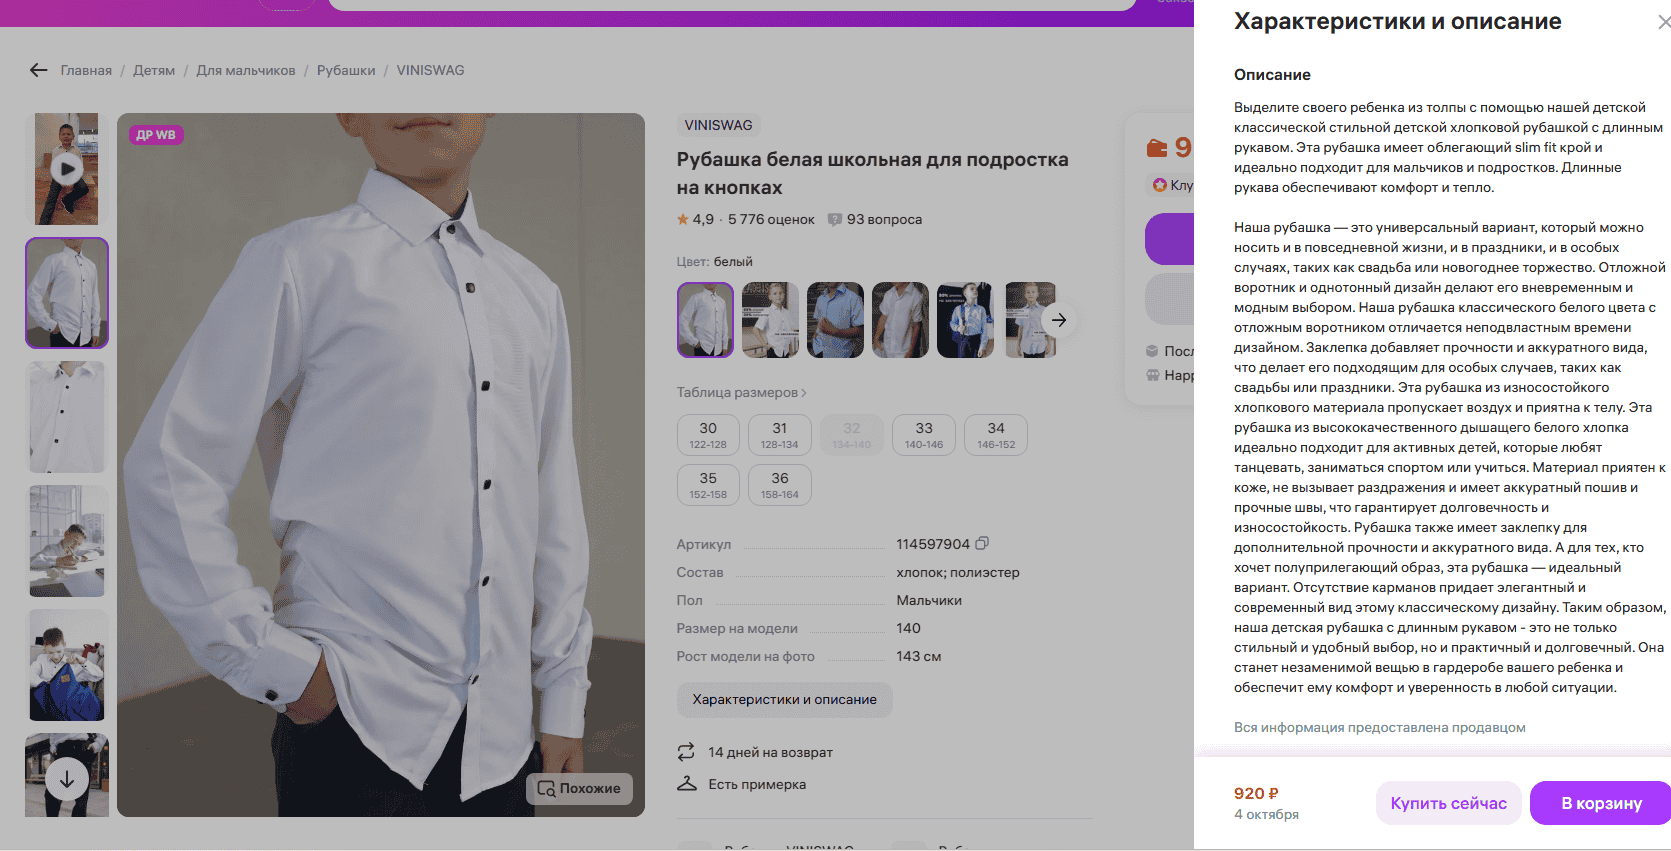 Главная / Детям / Для мальчиков / Рубашки / VINISWAG
ДР WB
Похожие
VINISWAG
Рубашка белая школьная для подростка
на кнопках
4,9 · 5 776 оценок 93 вопроса
Цвет: белый
Таблица размеров
30 31 32 33 34
122-128 128-134 134-140 140-146 146-152
35 36
152-158 158-164
Артикул 114597904
Состав хлопок; полиэстер
Пол Мальчики
Размер на модели 140
Рост модели на фото 143 см
Характеристики и описание
14 дней на возврат
Есть примерка
9
Клу
Посл
Напр
Характеристики и описание
Описание
Выделите своего ребенка из толпы с помощью нашей детской
классической стильной детской хлопковой рубашкой с длинным
рукавом. Эта рубашка имеет облегающий slim fit крой и
идеально подходит для мальчиков и подростков. Длинные
рукава обеспечивают комфорт и тепло.
Наша рубашка — это универсальный вариант, который можно
носить и в повседневной жизни, и в праздники, и в особых
случаях, таких как свадьба или новогоднее торжество. Отложной
воротник и однотонный дизайн делают его вневременным и
модным выбором. Наша рубашка классического белого цвета с
отложным воротником отличается неподвластным времени
дизайном. Заклепка добавляет прочности и аккуратного вида,
что делает его подходящим для особых случаев, таких как
свадьбы или праздники. Эта рубашка из износостойкого
хлопкового материала пропускает воздух и приятна к телу. Эта
рубашка из высококачественного дышащего белого хлопка
идеально подходит для активных детей, которые любят
танцевать, заниматься спортом или учиться. Материал приятен к
коже, не вызывает раздражения и имеет аккуратный пошив и
прочные швы, что гарантирует долговечность и
износостойкость. Рубашка также имеет заклепку для
дополнительной прочности и аккуратного вида. А для тех, кто
хочет полуприлегающий образ, эта рубашка — идеальный
вариант. Отсутствие карманов придает элегантный и
современный вид этому классическому дизайну. Таким образом,
наша детская рубашка с длинным рукавом - это не только
стильный и удобный выбор, но и практичный и долговечный. Она
станет незаменимой вещью в гардеробе вашего ребенка и
обеспечит ему комфорт и уверенность в любой ситуации.
Вся информация предоставлена продавцом
920 ₽
4 октября
Купить сейчас
В корзину